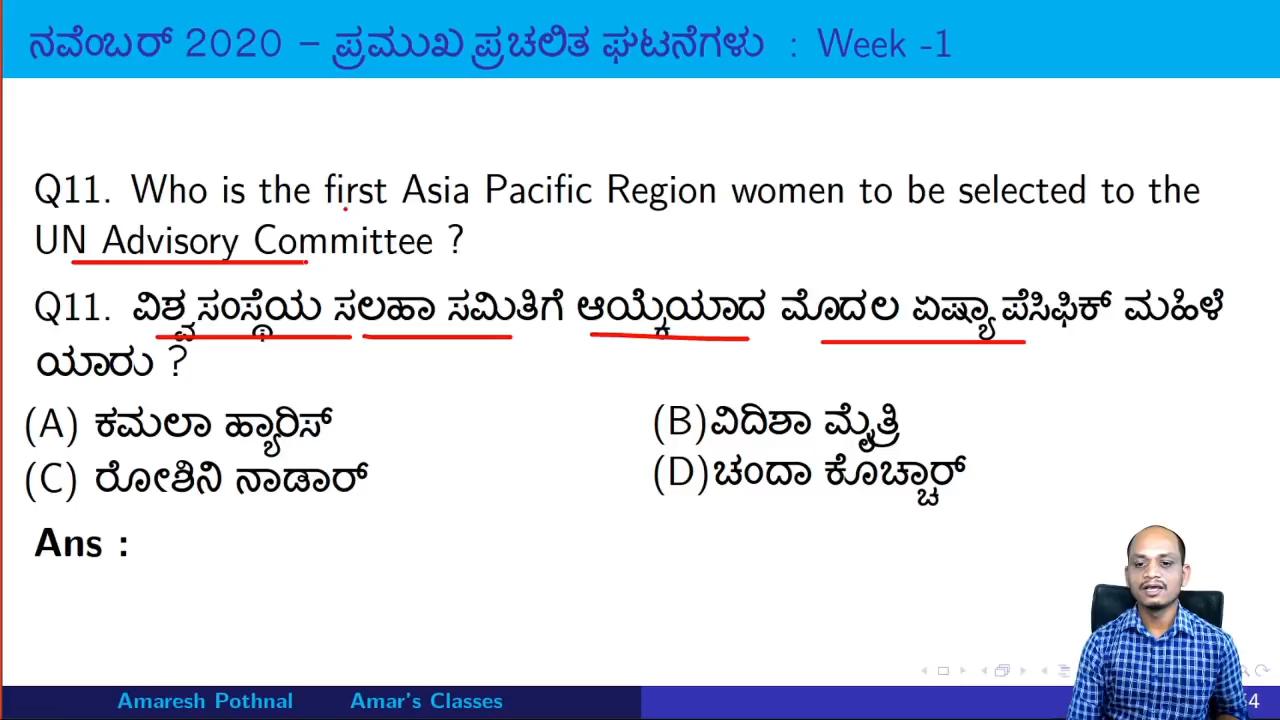 ನವೆಂಬರ್ 2020 – ಪ್ರಮುಖ ಪ್ರಚಲಿತ ಘಟನೆಗಳು : Week -1
Q11. Who is the first Asia Pacific Region women to be selected to the
UN Advisory Committee ?
Q11. ವಿಶ್ವಸಂಸ್ಥೆಯ ಸಲಹಾ ಸಮಿತಿಗೆ ಆಯ್ಕೆಯಾದ ಮೊದಲ ಏಷ್ಯಾಪೆಸಿಫಿಕ್ ಮಹಿಳೆ
ಯಾರು ?
(A) ಕಮಲಾ ಹ್ಯಾರಿಸ್ (B)ವಿದಿಶಾ ಮೈತ್ರಿ
(C) ರೋಶಿನಿ ನಾಡಾರ್ (D)ಚಂದಾ ಕೊಚ್ಚಾರ್
Ans :
Amaresh Pothnal Amar's Classes